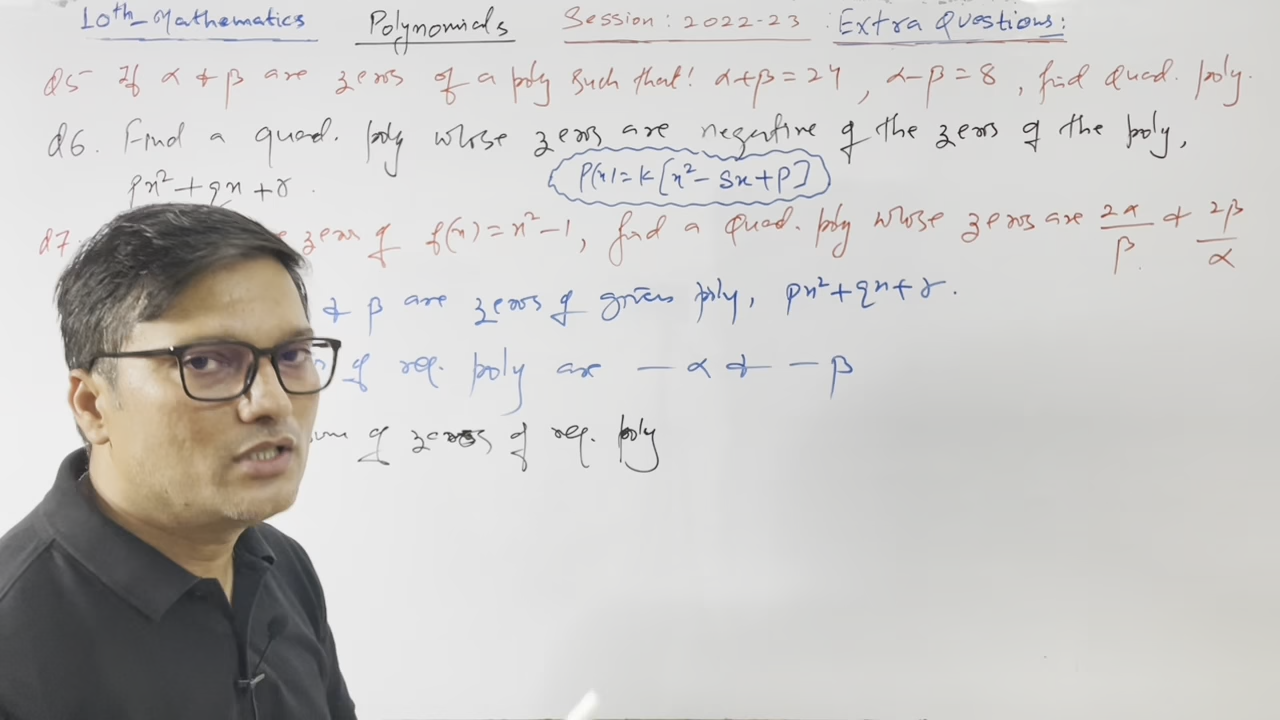 10th Mathematics Polynomials Session: 2022-23 Extra Questions:
Q5 If α & β are zeros of a poly such that! α+β=24, α-β=8, find Quad. poly.
Q6. Find a quad. poly whose zeros are negative of the zeros of the poly,
px²+qx+r. P(x)=k[x²-Sx+P]
Q7. zeros of f(x)=x²-1, find a Quad. poly whose zeros are 2α/β & 2β/α
& β are zeros of given poly, px²+qx+r.
of req. poly are -α & -β
of zeros of req. poly